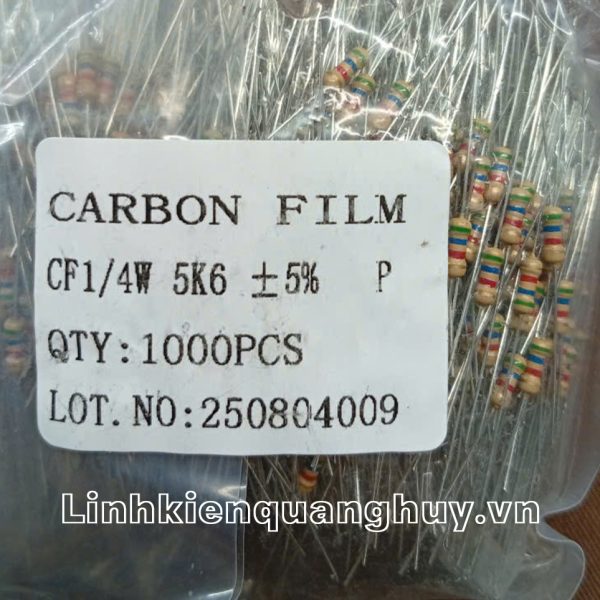 CARBON FILM
CF1/4W 5K6 ±5% P
QTY:1000PCS
LOT.NO:250804009
Linhkienquanghuy.vn